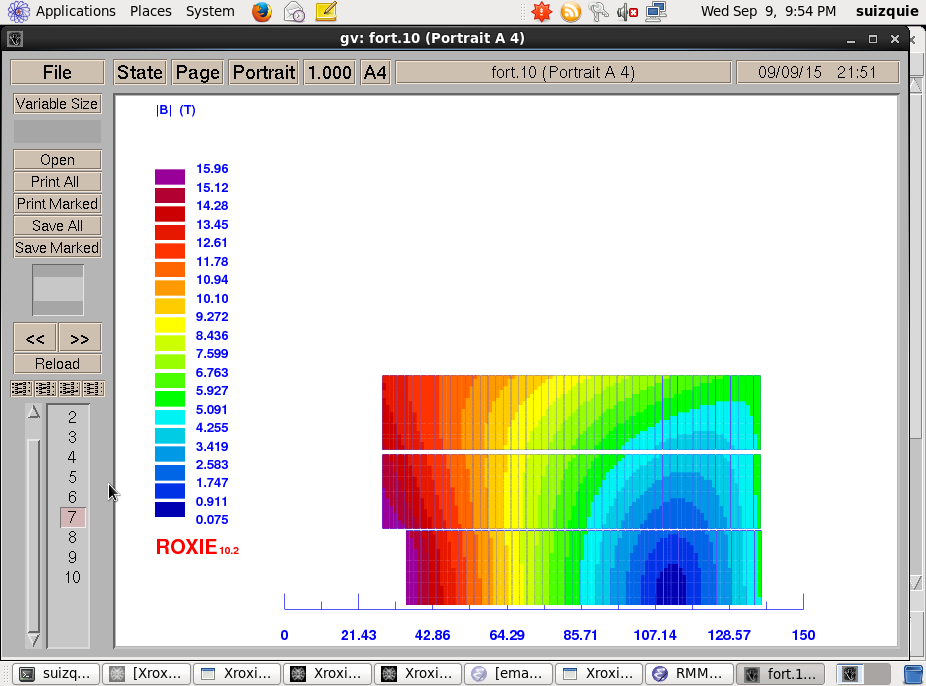 Applications Places System Wed Sep 9, 9:54 PM suizquie
gv: fort.10 (Portrait A 4)
File State Page Portrait 1.000 A4 fort.10 (Portrait A 4) 09/09/15 21:51
Variable Size
Open
Print All
Print Marked
Save All
Save Marked
<< >>
Reload
2
3
4
5
6
7
8
9
10
|B| (T)
15.96
15.12
14.28
13.45
12.61
11.78
10.94
10.10
9.272
8.436
7.599
6.763
5.927
5.091
4.255
3.419
2.583
1.747
0.911
0.075
ROXIE 10.2
0 21.43 42.86 64.29 85.71 107.14 128.57 150
suizq... [Xrox... Xroxi... Xroxi... Xroxi... [ema... Xroxi... RMM... fort.1...